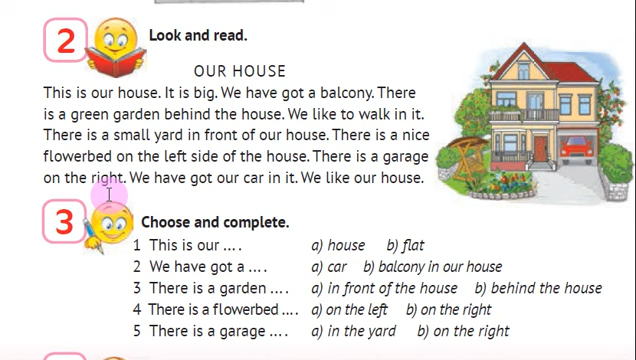 2 Look and read.
OUR HOUSE
This is our house. It is big. We have got a balcony. There
is a green garden behind the house. We like to walk in it.
There is a small yard in front of our house. There is a nice
flowerbed on the left side of the house. There is a garage
on the right. We have got our car in it. We like our house.
3 Choose and complete.
1 This is our .... a) house b) flat
2 We have got a .... a) car b) balcony in our house
3 There is a garden .... a) in front of the house b) behind the house
4 There is a flowerbed .... a) on the left b) on the right
5 There is a garage .... a) in the yard b) on the right